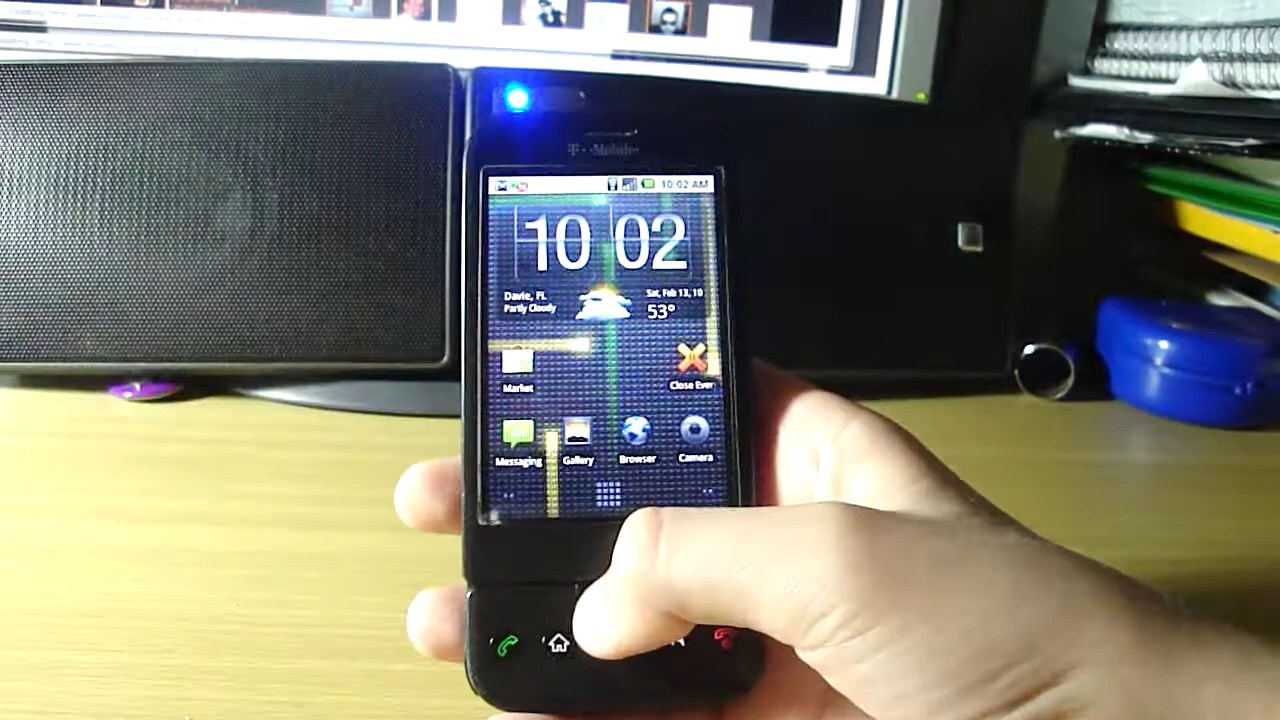 T··Mobile
10:02 AM
10 02
Davie, FL
Partly Cloudy
Sat, Feb 13, 10
53°
Market
Close Ever
Messaging
Gallery
Browser
Camera